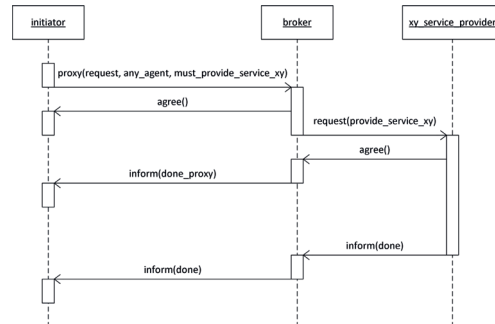 initiator
broker
xy_service_provider
proxy(request, any_agent, must_provide_service_xy)
agree()
request(provide_service_xy)
agree()
inform(done_proxy)
inform(done)
inform(done)